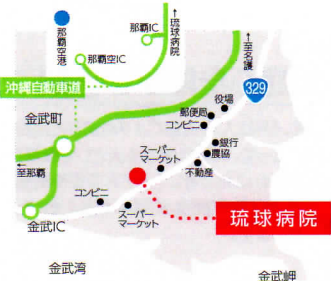 那覇空港
那覇IC
那覇空IC
↑琉球病院
↑至名護
沖縄自動車道
329
金武町
役場
郵便局
コンビニ
銀行
農協
不動産
スーパー
マーケット
←至那覇
コンビニ
スーパー
マーケット
琉球病院
金武IC
金武湾
金武岬